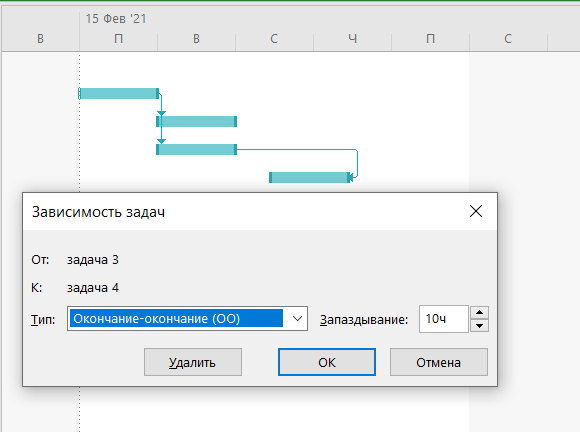 15 Фев '21
В П В С Ч П С
Зависимость задач
От: задача 3
К: задача 4
Тип: Окончание-окончание (ОО) Запаздывание: 10ч
Удалить ОК Отмена